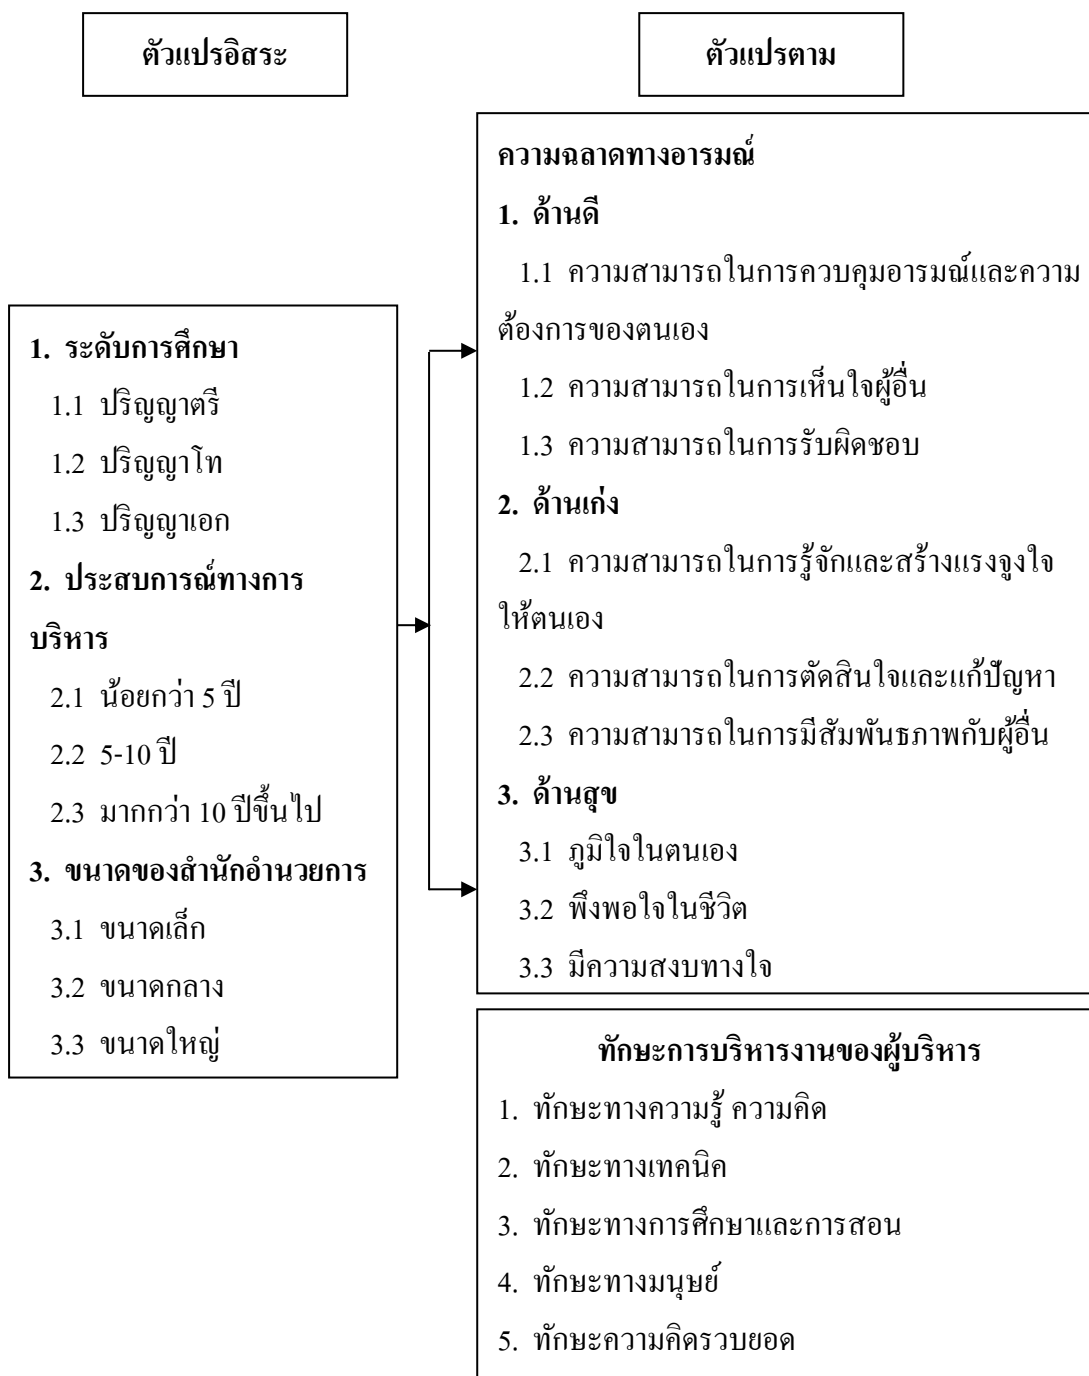 ตัวแปรอิสระ
ตัวแปรตาม
1. ระดับการศึกษา
1.1 ปริญญาตรี
1.2 ปริญญาโท
1.3 ปริญญาเอก
2. ประสบการณ์ทางการ
บริหาร
2.1 น้อยกว่า 5 ปี
2.2 5-10 ปี
2.3 มากกว่า 10 ปีขึ้นไป
3. ขนาดของสำนักอำนวยการ
3.1 ขนาดเล็ก
3.2 ขนาดกลาง
3.3 ขนาดใหญ่
ความฉลาดทางอารมณ์
1. ด้านดี
1.1 ความสามารถในการควบคุมอารมณ์และความ
ต้องการของตนเอง
1.2 ความสามารถในการเห็นใจผู้อื่น
1.3 ความสามารถในการรับผิดชอบ
2. ด้านเก่ง
2.1 ความสามารถในการรู้จักและสร้างแรงจูงใจ
ให้ตนเอง
2.2 ความสามารถในการตัดสินใจและแก้ปัญหา
2.3 ความสามารถในการมีสัมพันธภาพกับผู้อื่น
3. ด้านสุข
3.1 ภูมิใจในตนเอง
3.2 พึงพอใจในชีวิต
3.3 มีความสงบทางใจ
ทักษะการบริหารงานของผู้บริหาร
1. ทักษะทางความรู้ ความคิด
2. ทักษะทางเทคนิค
3. ทักษะทางการศึกษาและการสอน
4. ทักษะทางมนุษย์
5. ทักษะความคิดรวบยอด